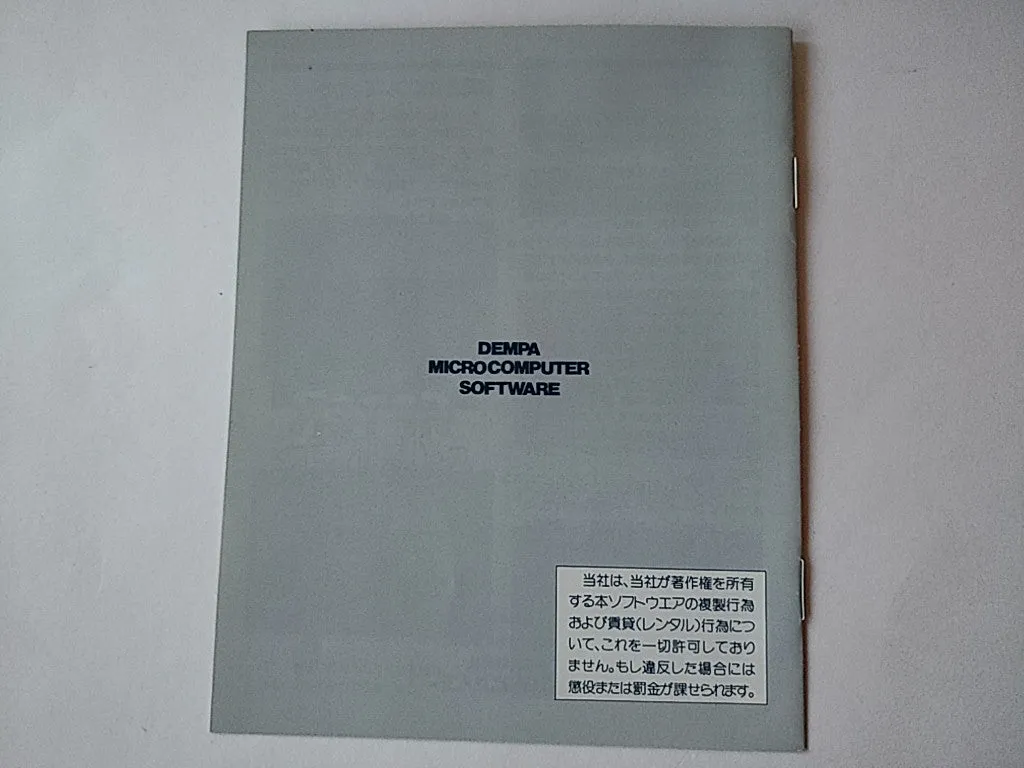 DEMPA
MICROCOMPUTER
SOFTWARE
当社は、当社が著作権を所有
する本ソフトウエアの複製行為
および賃貸(レンタル)行為につ
いて、これを一切許可しており
ません。もし違反した場合には
懲役または罰金が課せられます。